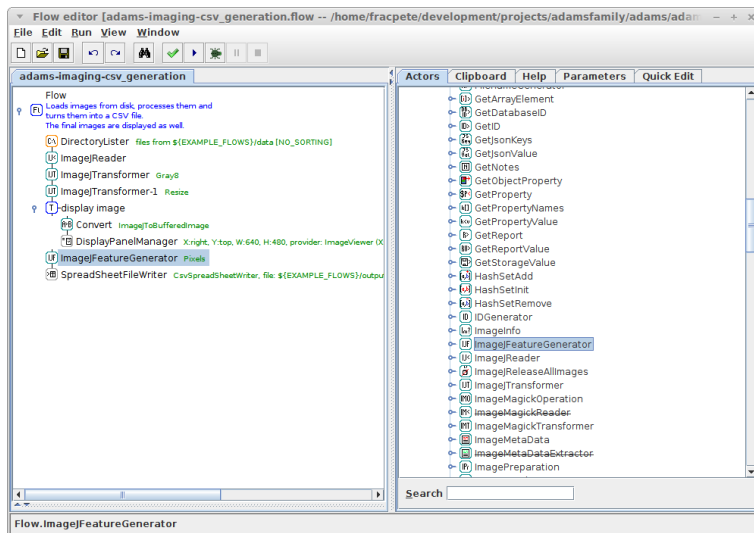 Flow editor [adams-imaging-csv_generation.flow -- /home/fracpete/development/projects/adamsfamily/adams/adam
File Edit Run View Window
adams-imaging-csv_generation
Flow
Loads images from disk, processes them and
turns them into a CSV file.
The final images are displayed as well.
DirectoryLister files from ${EXAMPLE_FLOWS}/data [NO_SORTING]
ImageJReader
ImageJTransformer Gray8
ImageJTransformer-1 Resize
display image
Convert ImageJToBufferedImage
DisplayPanelManager X:right, Y:top, W:640, H:480, provider: ImageViewer (X
ImageJFeatureGenerator Pixels
SpreadSheetFileWriter CsvSpreadSheetWriter, file: ${EXAMPLE_FLOWS}/outpu
Actors Clipboard Help Parameters Quick Edit
GetArrayElement
GetDatabaseID
GetID
GetJsonKeys
GetJsonValue
GetNotes
GetObjectProperty
GetProperty
GetPropertyNames
GetPropertyValue
GetReport
GetReportValue
GetStorageValue
HashSetAdd
HashSetInit
HashSetRemove
IDGenerator
ImageInfo
ImageJFeatureGenerator
ImageJReader
ImageJReleaseAllImages
ImageJTransformer
ImageMagickOperation
ImageMagickReader
ImageMagickTransformer
ImageMetaData
ImageMetaDataExtractor
ImagePreparation
Search
Flow.ImageJFeatureGenerator